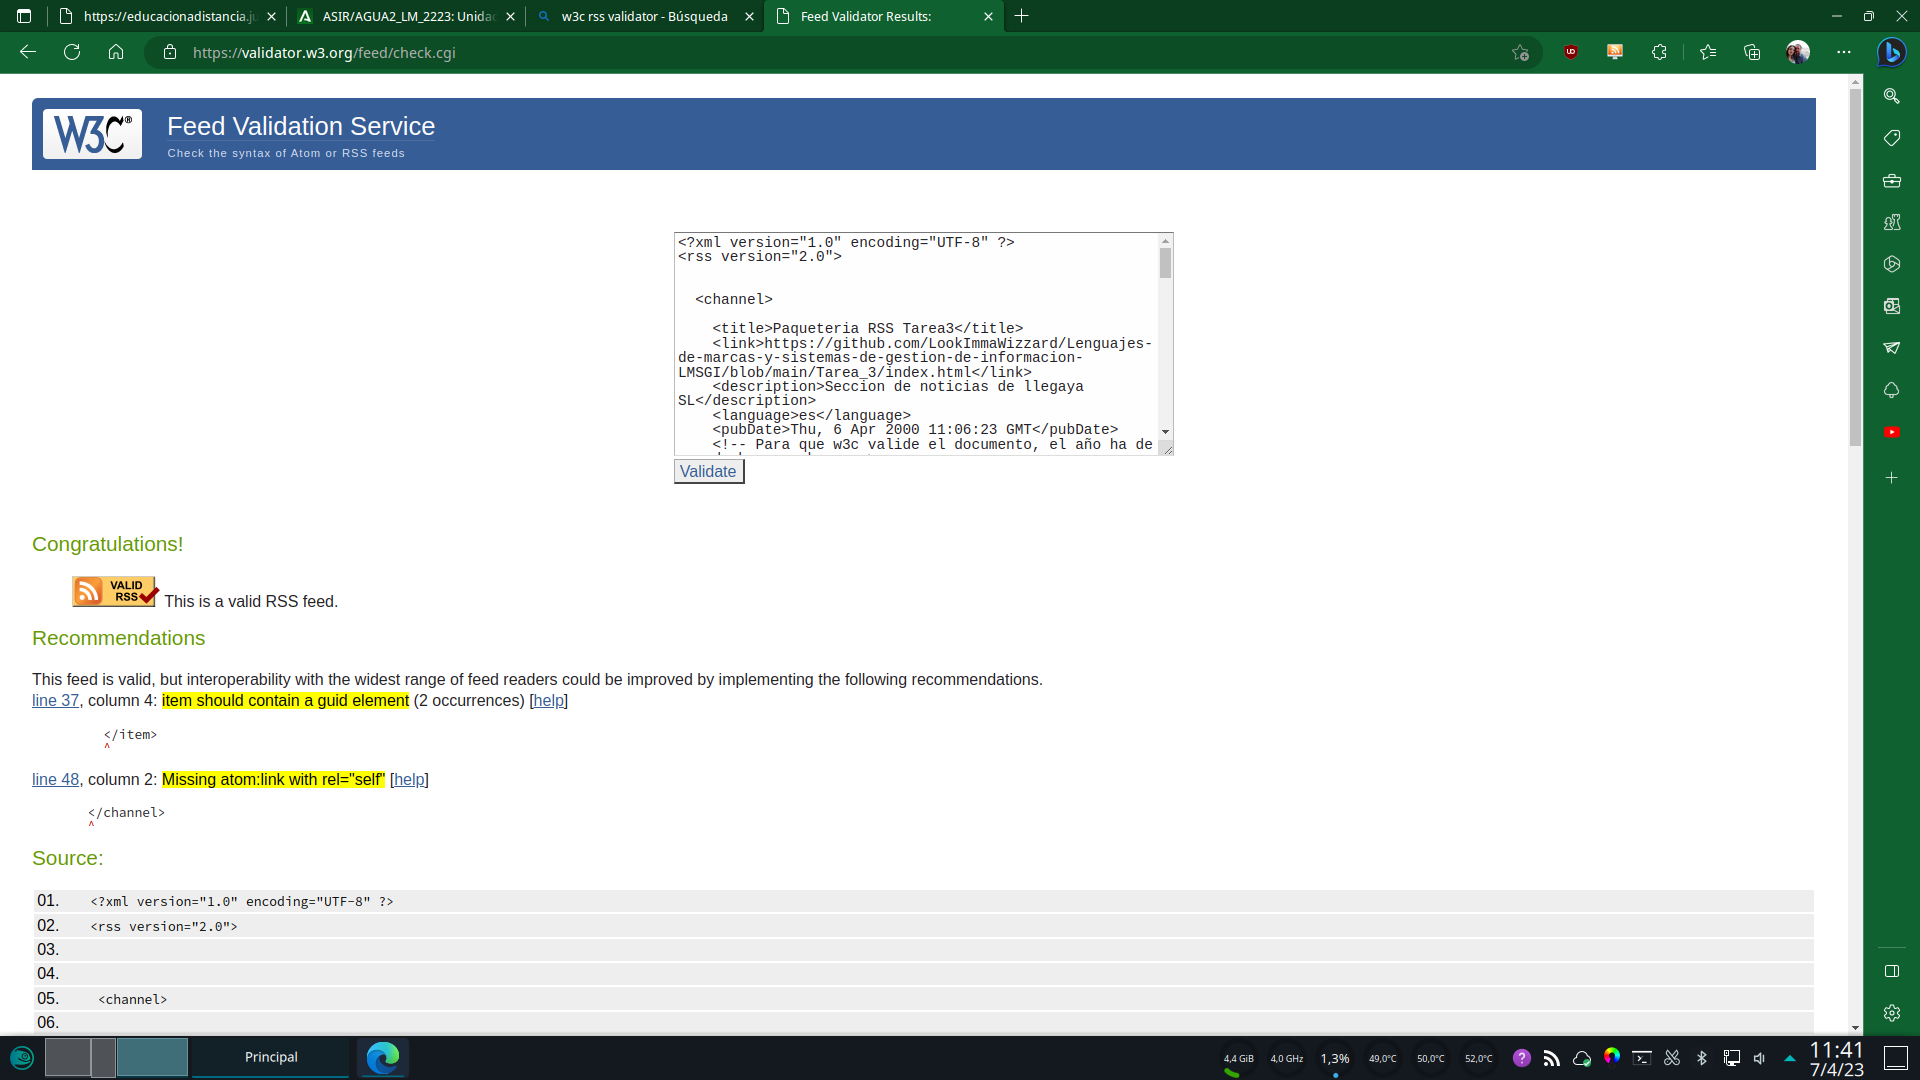 https://educacionadistancia.ju
ASIR/AGUA2_LM_2223: Unidad
w3c rss validator - Búsqueda
Feed Validator Results:
https://validator.w3.org/feed/check.cgi
W3C®
Feed Validation Service
Check the syntax of Atom or RSS feeds
<?xml version="1.0" encoding="UTF-8" ?>
<rss version="2.0">
<channel>
<title>Paqueteria RSS Tarea3</title>
<link>https://github.com/LookImmaWizzard/Lenguajes-
de-marcas-y-sistemas-de-gestion-de-informacion-
LMSGI/blob/main/Tarea_3/index.html</link>
<description>Seccion de noticias de llegaya
SL</description>
<language>es</language>
<pubDate>Thu, 6 Apr 2000 11:06:23 GMT</pubDate>
<!-- Para que w3c valide el documento, el año ha de
Validate
Congratulations!
VALID
RSS
This is a valid RSS feed.
Recommendations
This feed is valid, but interoperability with the widest range of feed readers could be improved by implementing the following recommendations.
line 37, column 4: item should contain a guid element (2 occurrences) [help]
</item>
^
line 48, column 2: Missing atom:link with rel="self" [help]
</channel>
^
Source:
01. <?xml version="1.0" encoding="UTF-8" ?>
02. <rss version="2.0">
03.
04.
05. <channel>
06.
Principal
4,4 GiB
4,0 GHz
1,3%
49,0°C
50,0°C
52,0°C
11:41
7/4/23